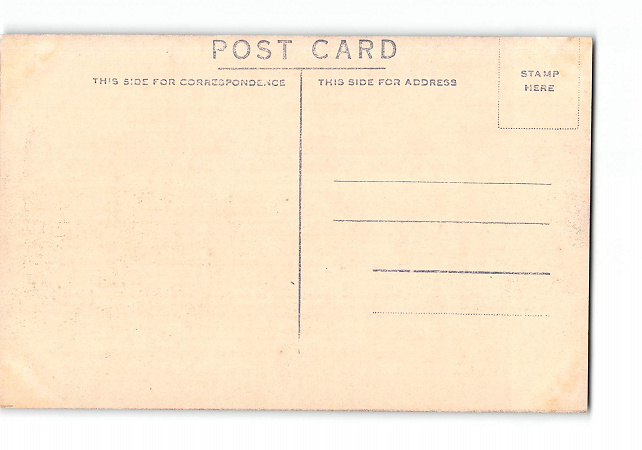 POST CARD
THIS SIDE FOR CORRESPONDENCE
THIS SIDE FOR ADDRESS
STAMP
HERE